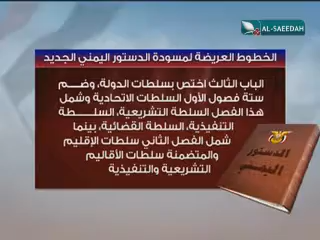 AL-SAEEDAH
الخطوط العريضة لمسودة الدستور اليمني الجديد
الباب الثالث اختص بسلطات الدولة، وضم
ستة فصول الأول السلطات الاتحادية وشمل
هذا الفصل السلطة التشريعية، السلـــــطة
التنفيذية، السلطة القضائية، بينما
شمل الفصل الثاني سلطات الإقليم
والمتضمنة سلطات الأقاليم
التشريعية والتنفيذية
الدستور
اليمني